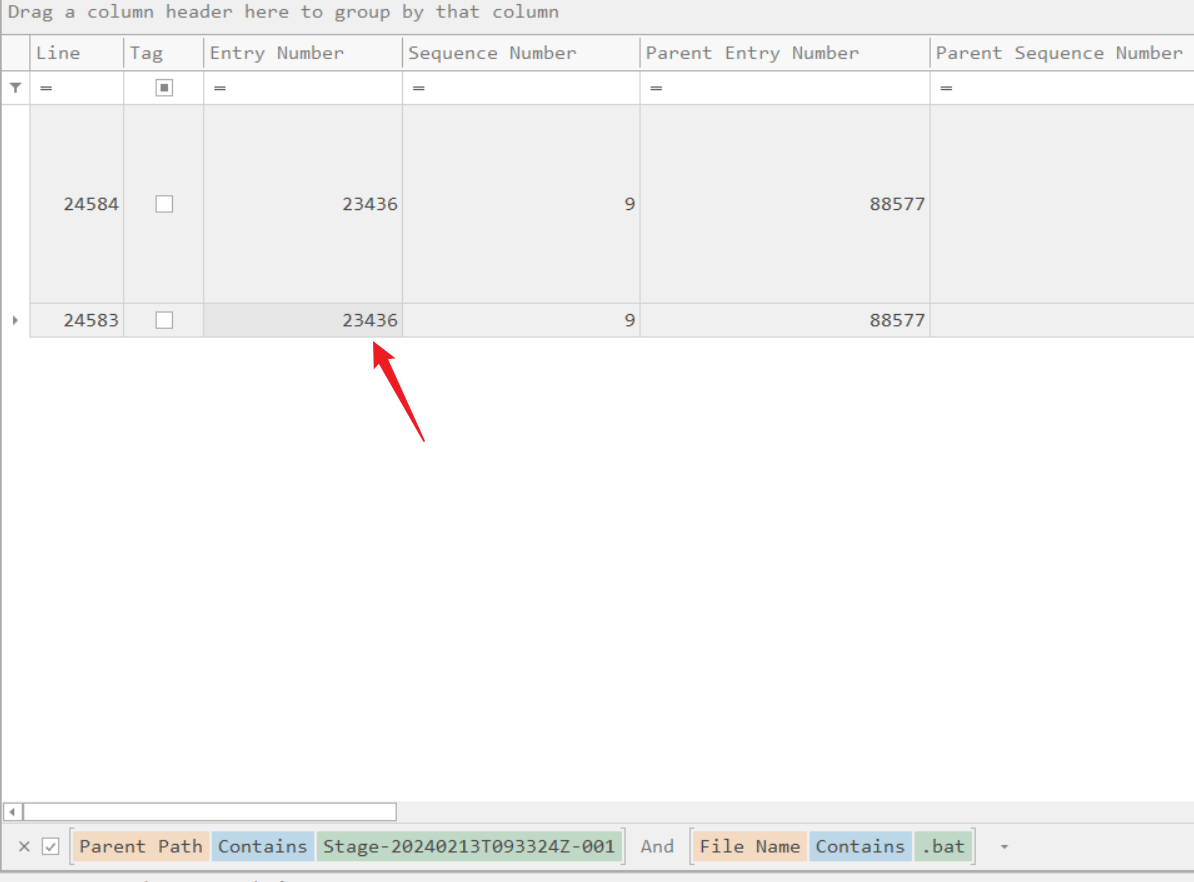 Drag a column header here to group by that column
Line Tag Entry Number Sequence Number Parent Entry Number Parent Sequence Number
= = = = =
24584 23436 9 88577
24583 23436 9 88577
Parent Path Contains Stage-20240213T093324Z-001 And File Name Contains .bat